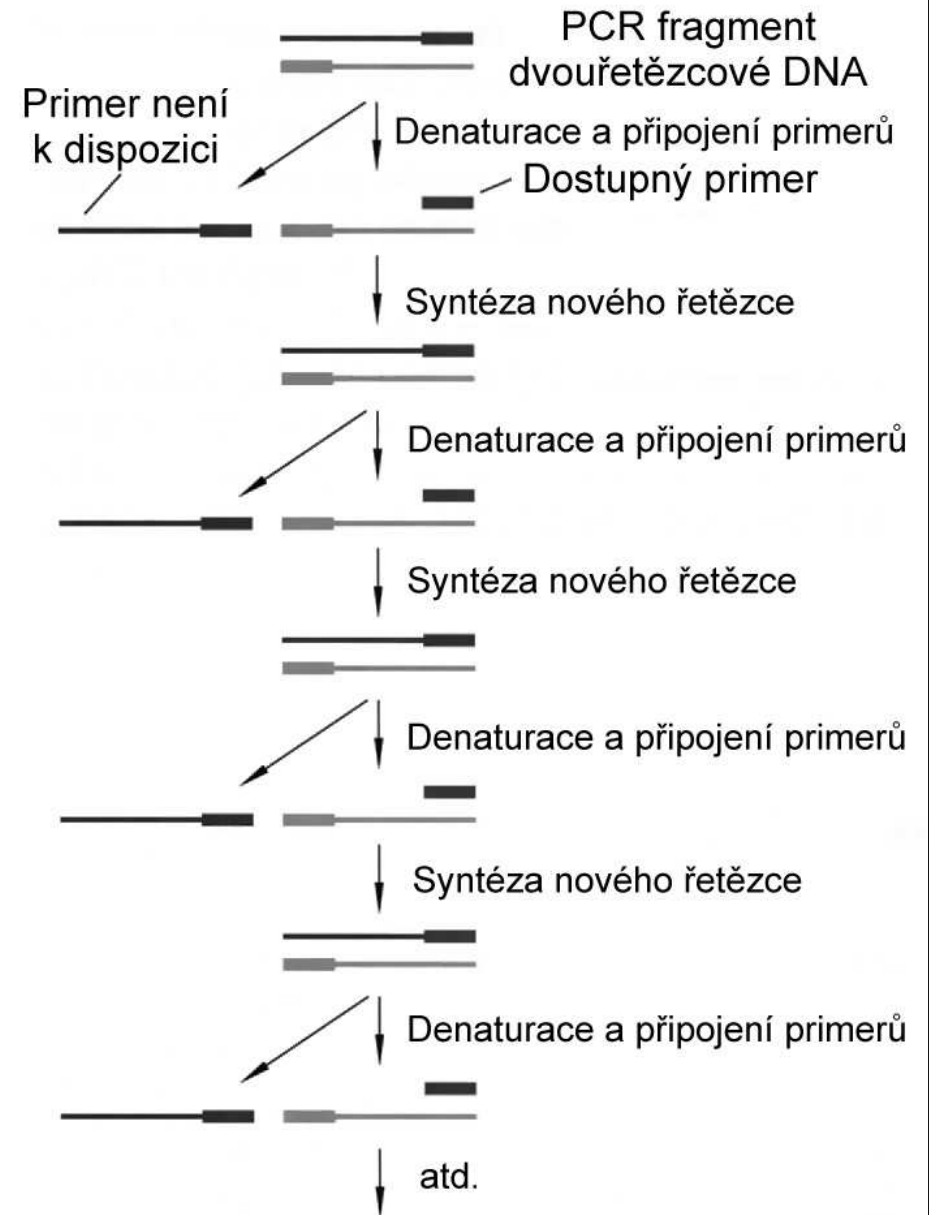 PCR fragment
dvouřetězcové DNA
Primer není
k dispozici
Denaturace a připojení primerů
Dostupný primer
Syntéza nového řetězce
Denaturace a připojení primerů
Syntéza nového řetězce
Denaturace a připojení primerů
Syntéza nového řetězce
Denaturace a připojení primerů
atd.